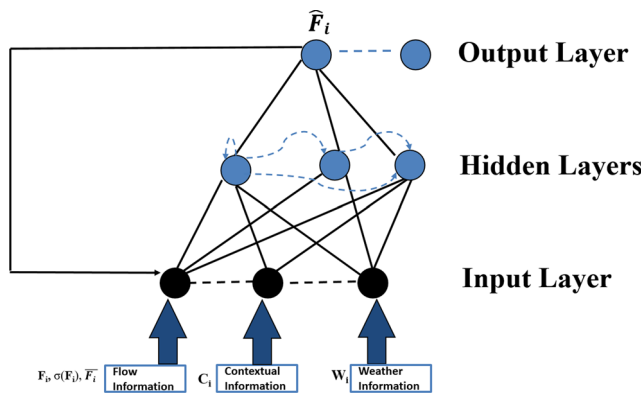 F̂ᵢ
Output Layer
Hidden Layers
Input Layer
Fᵢ, σ(Fᵢ), F̅ᵢ
Flow
Information
Cᵢ
Contextual
Information
Wᵢ
Weather
Information